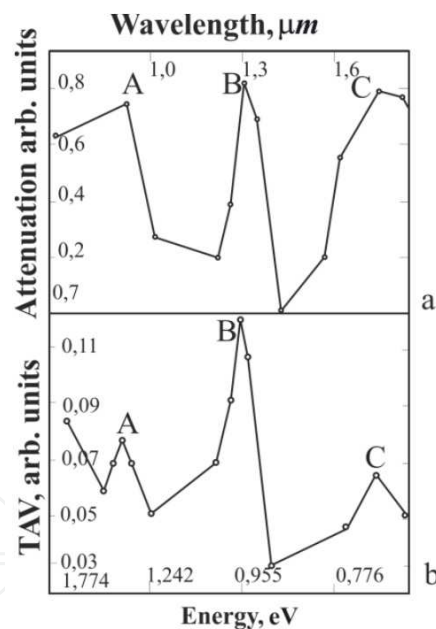 Wavelength, μm
1,0 1,3 1,6
Attenuation arb. units
0,8
0,6
0,4
0,2
0,7
A
B
C
a
TAV, arb. units
0,11
0,09
0,07
0,05
0,03
A
B
C
b
1,774 1,242 0,955 0,776
Energy, eV